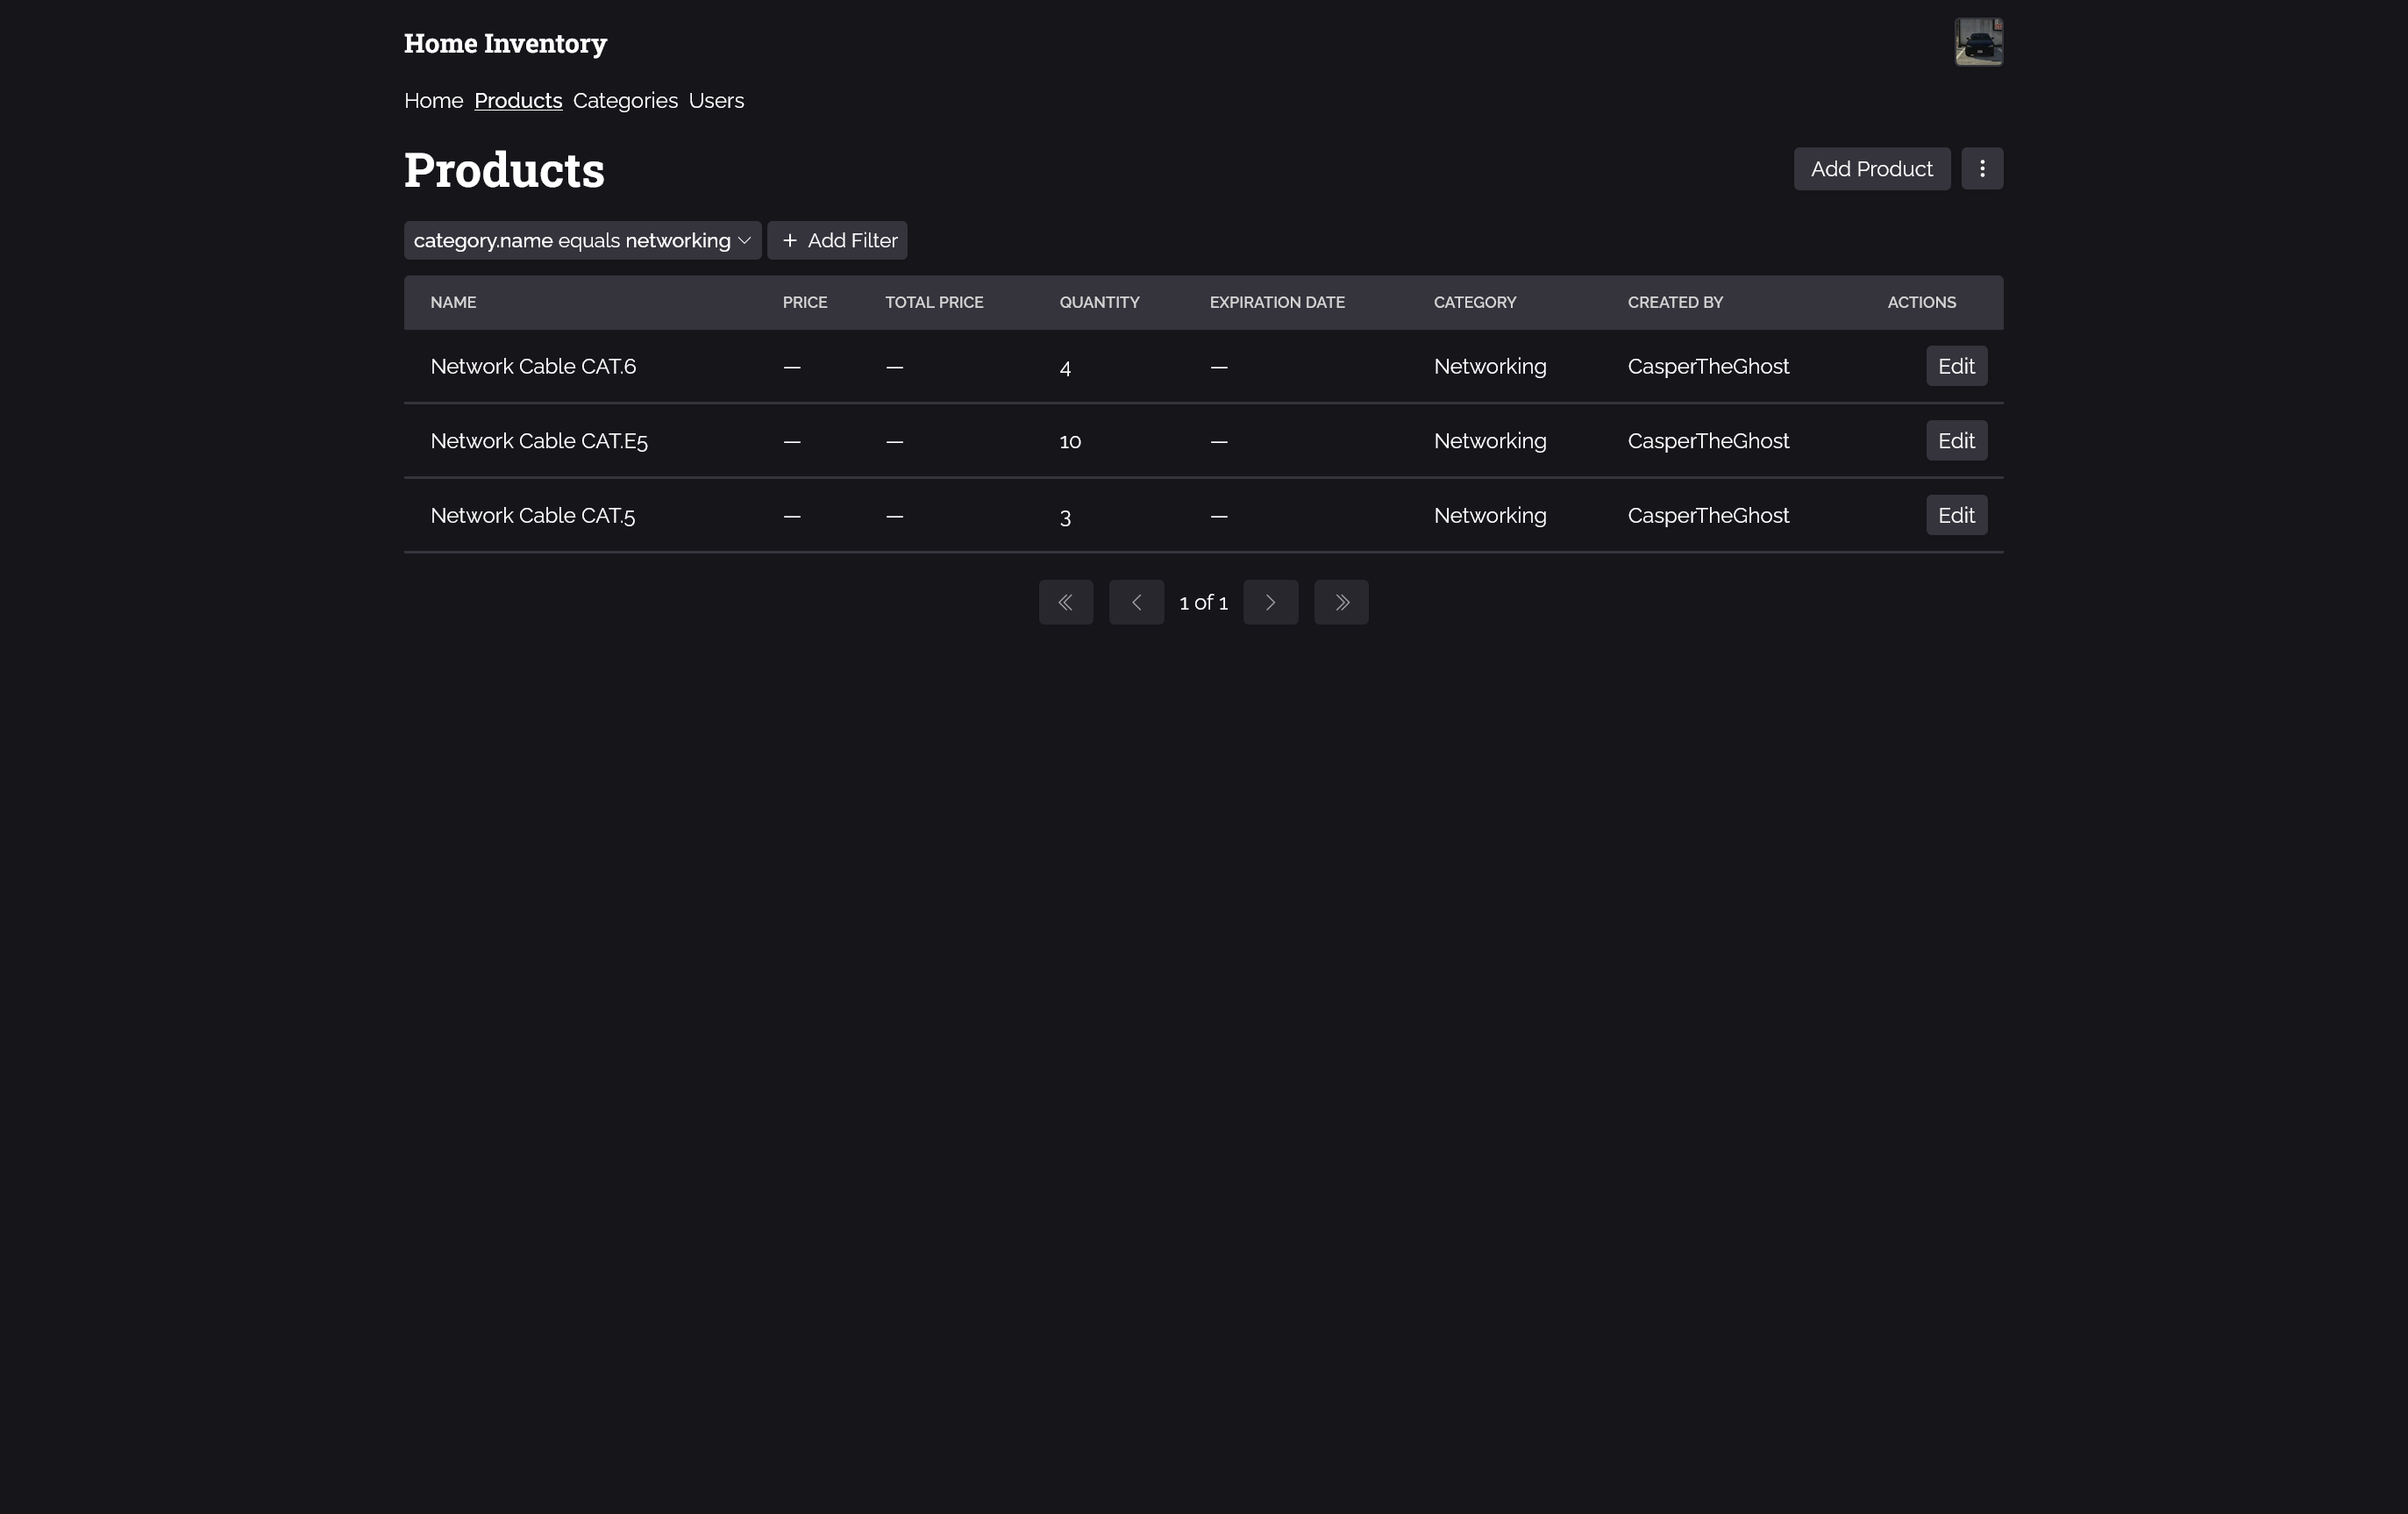 Home Inventory
Home Products Categories Users
Products
Add Product
category.name equals networking
Add Filter
NAME PRICE TOTAL PRICE QUANTITY EXPIRATION DATE CATEGORY CREATED BY ACTIONS
Network Cable CAT.6 — — 4 — Networking CasperTheGhost Edit
Network Cable CAT.E5 — — 10 — Networking CasperTheGhost Edit
Network Cable CAT.5 — — 3 — Networking CasperTheGhost Edit
1 of 1